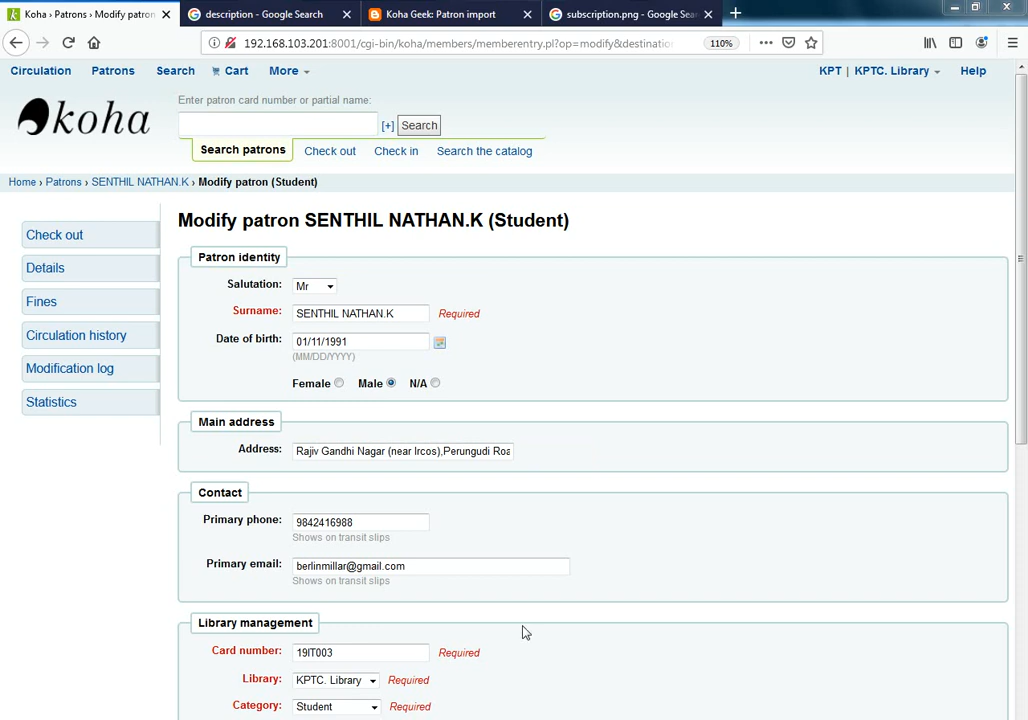 Koha › Patrons › Modify patron
description - Google Search
Koha Geek: Patron import
subscription.png - Google Sea
192.168.103.201:8001/cgi-bin/koha/members/memberentry.pl?op=modify&destinatio
110%
Circulation Patrons Search Cart More
KPT | KPTC. Library Help
koha
Enter patron card number or partial name:
[+] Search
Search patrons Check out Check in Search the catalog
Home › Patrons › SENTHIL NATHAN.K › Modify patron (Student)
Check out
Details
Fines
Circulation history
Modification log
Statistics
Modify patron SENTHIL NATHAN.K (Student)
Patron identity
Salutation: Mr
Surname: SENTHIL NATHAN.K Required
Date of birth: 01/11/1991
(MM/DD/YYYY)
Female Male N/A
Main address
Address: Rajiv Gandhi Nagar (near Ircos),Perungudi Roa
Contact
Primary phone: 9842416988
Shows on transit slips
Primary email: berlinmillar@gmail.com
Shows on transit slips
Library management
Card number: 19IT003 Required
Library: KPTC. Library Required
Category: Student Required